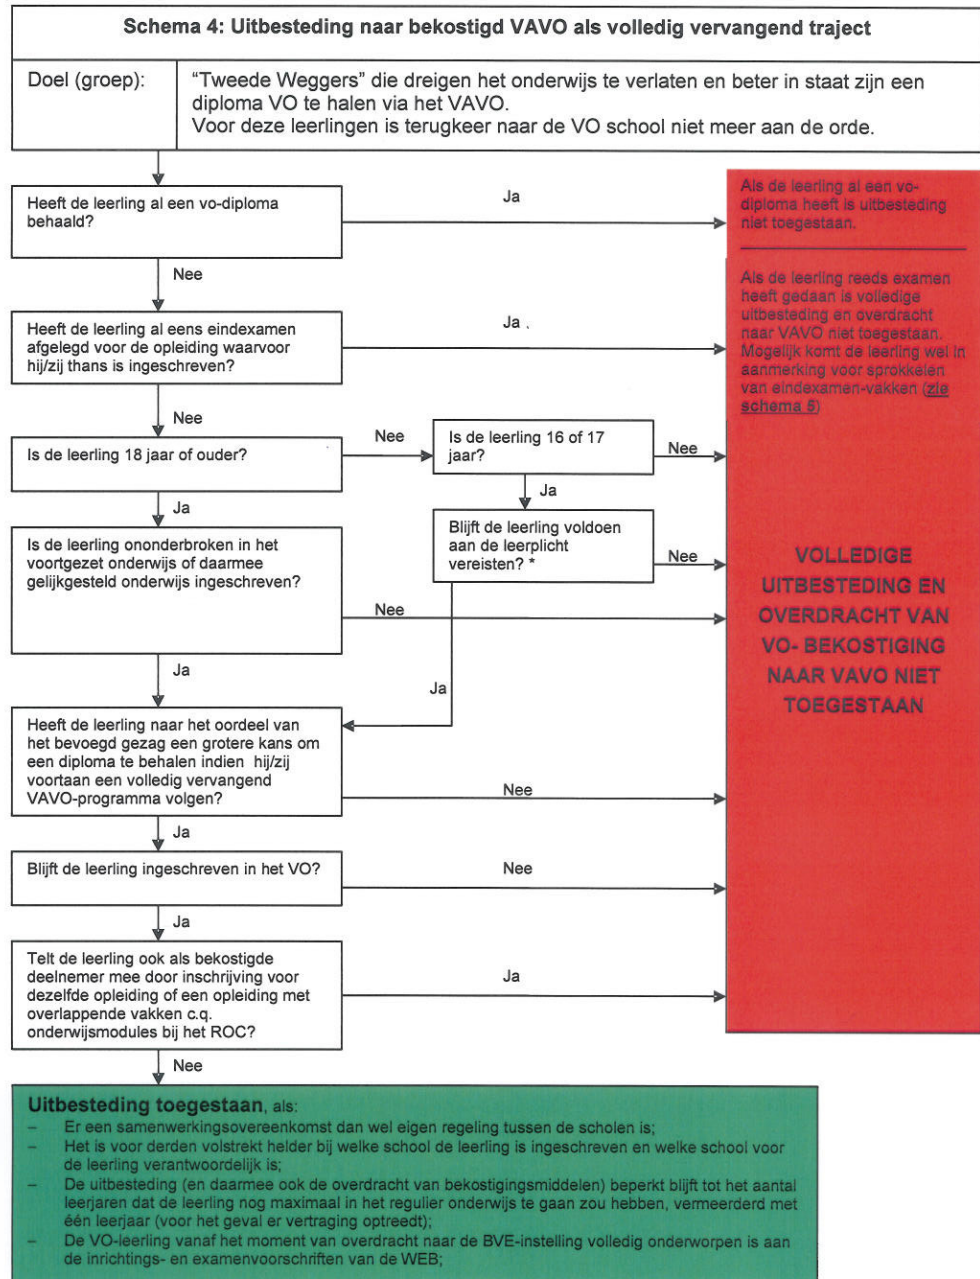 Schema 4: Uitbesteding naar bekostigd VAVO als volledig vervangend traject
Doel (groep):
"Tweede Weggers" die dreigen het onderwijs te verlaten en beter in staat zijn een
diploma VO te halen via het VAVO.
Voor deze leerlingen is terugkeer naar de VO school niet meer aan de orde.
Heeft de leerling al een vo-diploma
behaald?
Ja
Als de leerling al een vo-
diploma heeft is uitbesteding
niet toegestaan.
Nee
Als de leerling reeds examen
heeft gedaan is volledige
uitbesteding en overdracht
naar VAVO niet toegestaan.
Mogelijk komt de leerling wel in
aanmerking voor sprokkelen
van eindexamen-vakken (zie
schema 5)
Heeft de leerling al eens eindexamen
afgelegd voor de opleiding waarvoor
hij/zij thans is ingeschreven?
Ja
Nee
Is de leerling 18 jaar of ouder?
Nee
Is de leerling 16 of 17
jaar?
Nee
Ja
Ja
Is de leerling ononderbroken in het
voortgezet onderwijs of daarmee
gelijkgesteld onderwijs ingeschreven?
Blijft de leerling voldoen
aan de leerplicht
vereisten? *
Nee
VOLLEDIGE
UITBESTEDING EN
OVERDRACHT VAN
VO- BEKOSTIGING
NAAR VAVO NIET
TOEGESTAAN
Nee
Ja
Ja
Heeft de leerling naar het oordeel van
het bevoegd gezag een grotere kans om
een diploma te behalen indien hij/zij
voortaan een volledig vervangend
VAVO-programma volgen?
Nee
Ja
Blijft de leerling ingeschreven in het VO?
Nee
Ja
Telt de leerling ook als bekostigde
deelnemer mee door inschrijving voor
dezelfde opleiding of een opleiding met
overlappende vakken c.q.
onderwijsmodules bij het ROC?
Ja
Nee
Uitbesteding toegestaan, als:
– Er een samenwerkingsovereenkomst dan wel eigen regeling tussen de scholen is;
– Het is voor derden volstrekt helder bij welke school de leerling is ingeschreven en welke school voor
de leerling verantwoordelijk is;
– De uitbesteding (en daarmee ook de overdracht van bekostigingsmiddelen) beperkt blijft tot het aantal
leerjaren dat de leerling nog maximaal in het regulier onderwijs te gaan zou hebben, vermeerderd met
één leerjaar (voor het geval er vertraging optreedt);
– De VO-leerling vanaf het moment van overdracht naar de BVE-instelling volledig onderworpen is aan
de inrichtings- en examenvoorschriften van de WEB;